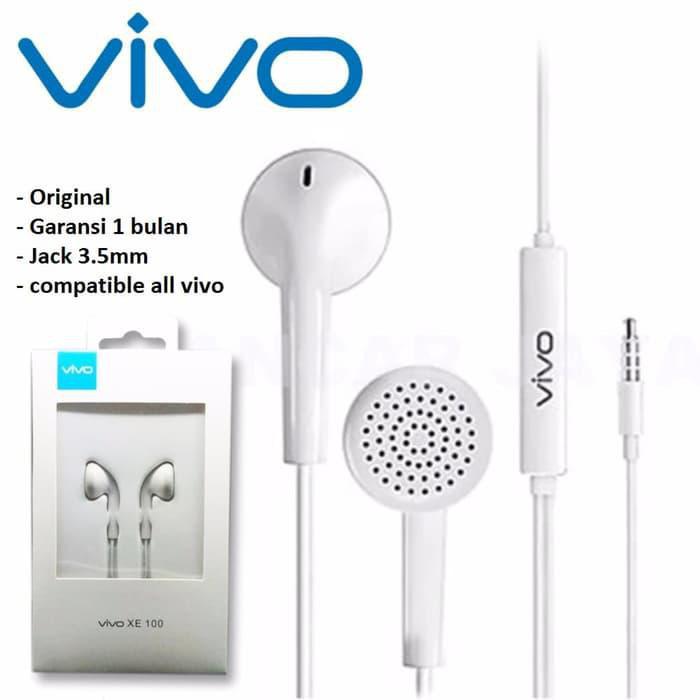 vivo
- Original
- Garansi 1 bulan
- Jack 3.5mm
- compatible all vivo
vivo
vivo
vivo XE 100